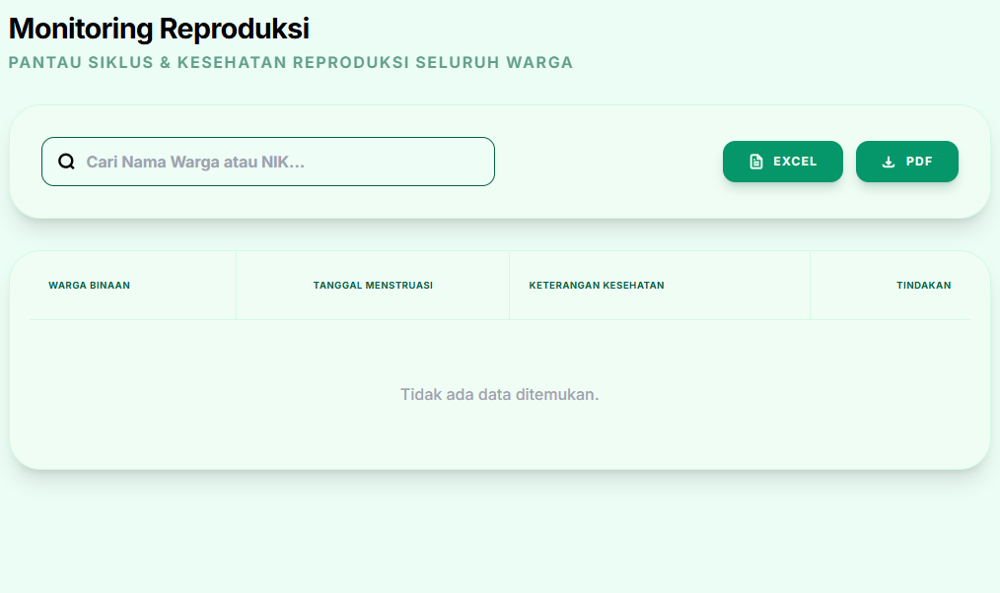 Monitoring Reproduksi
PANTAU SIKLUS & KESEHATAN REPRODUKSI SELURUH WARGA
Cari Nama Warga atau NIK...
EXCEL
PDF
WARGA BINAAN
TANGGAL MENSTRUASI
KETERANGAN KESEHATAN
TINDAKAN
Tidak ada data ditemukan.